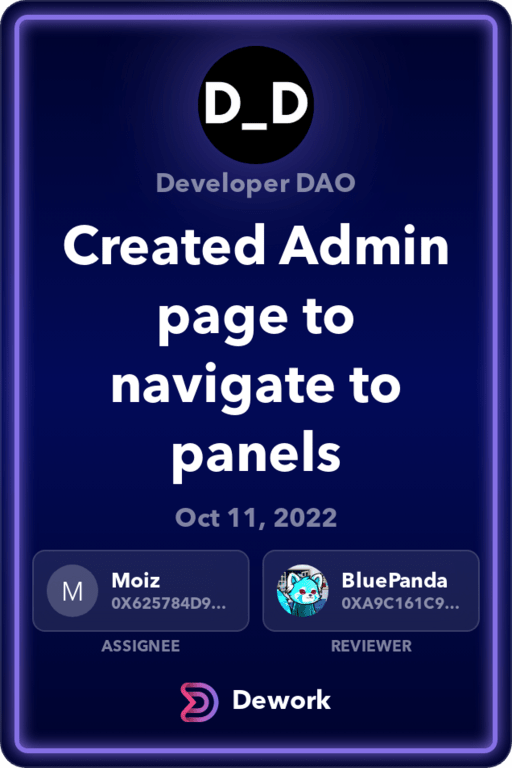 D_D
Developer DAO
Created Admin
page to
navigate to
panels
Oct 11, 2022
M
Moiz
0X625784D9...
BluePanda
0XA9C161C9...
ASSIGNEE
REVIEWER
Dework